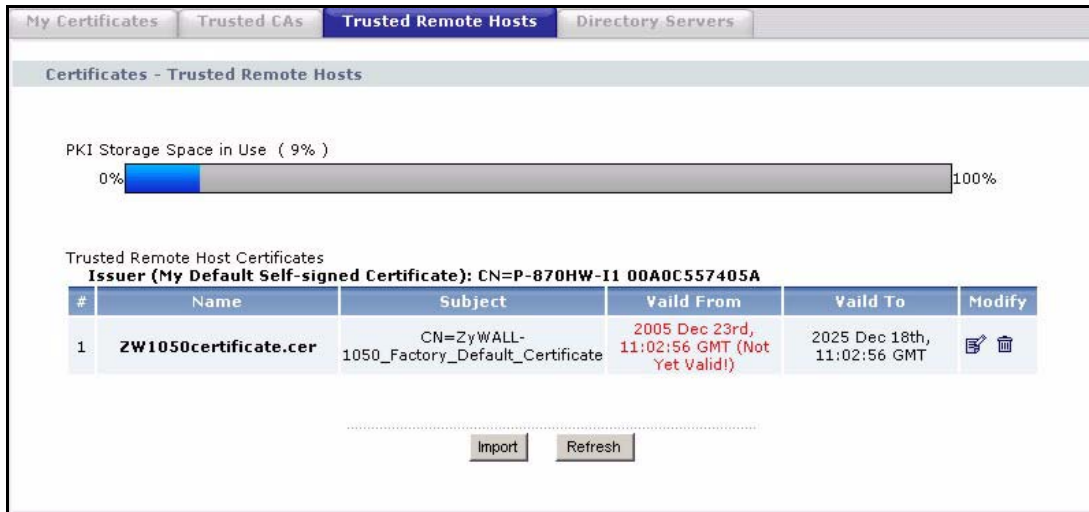 My Certificates Trusted CAs Trusted Remote Hosts Directory Servers
Certificates - Trusted Remote Hosts
PKI Storage Space in Use ( 9% )
0% 100%
Trusted Remote Host Certificates
Issuer (My Default Self-signed Certificate): CN=P-870HW-I1 00A0C557405A
# Name Subject Vaild From Vaild To Modify
1 ZW1050certificate.cer CN=ZyWALL-
1050_Factory_Default_Certificate
2005 Dec 23rd,
11:02:56 GMT (Not
Yet Valid!)
2025 Dec 18th,
11:02:56 GMT
Import Refresh